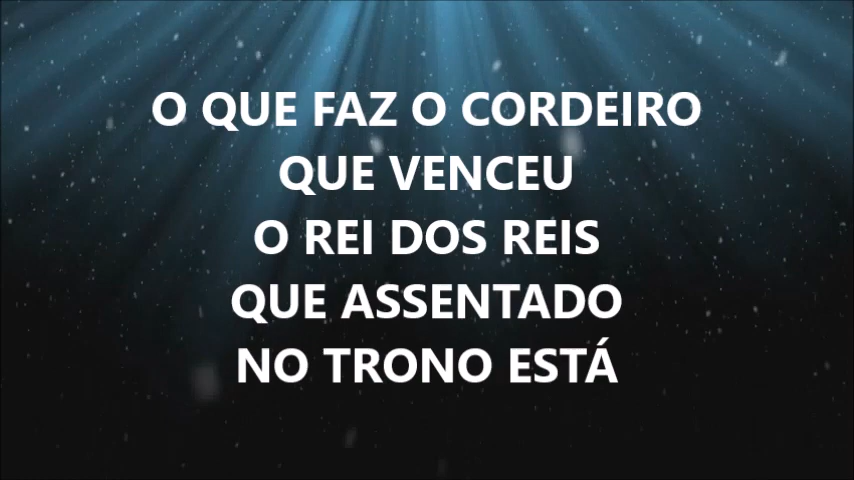 O QUE FAZ O CORDEIRO
QUE VENCEU
O REI DOS REIS
QUE ASSENTADO
NO TRONO ESTÁ